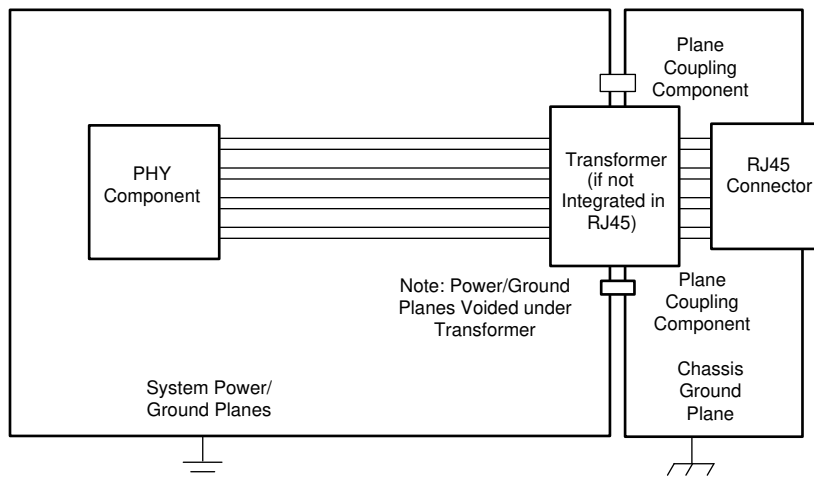 Plane
Coupling
Component
PHY
Component
Transformer
(if not
Integrated in
RJ45)
RJ45
Connector
Note: Power/Ground
Planes Voided under
Transformer
Plane
Coupling
Component
System Power/
Ground Planes
Chassis
Ground
Plane